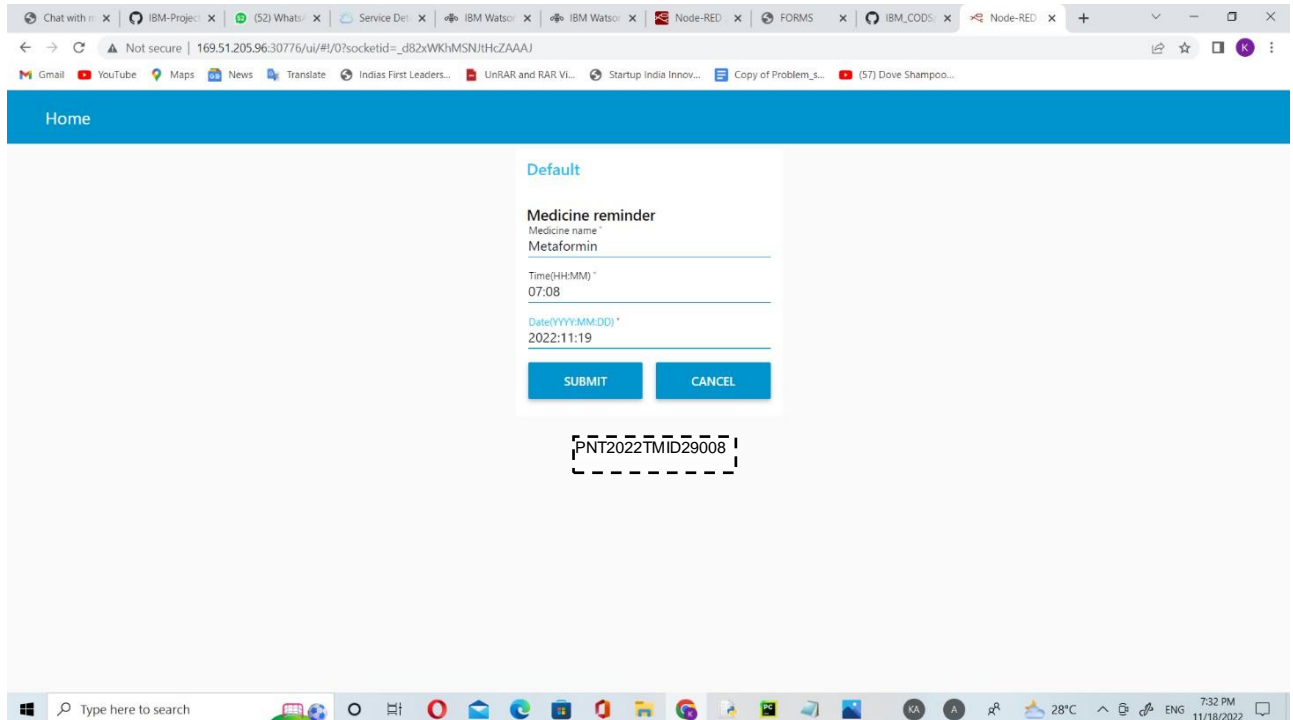 Chat with m
IBM-Project
(52) WhatsA
Service Det
IBM Watson
IBM Watson
Node-RED
FORMS
IBM_CODS
Node-RED
Not secure | 169.51.205.96:30776/ui/#!/0?socketid=_d82xWKhMSNJtHcZAAAJ
Gmail YouTube Maps News Translate Indias First Leaders... UnRAR and RAR Vi... Startup India Innov... Copy of Problem_s... (57) Dove Shampoo...
Home
Default
Medicine reminder
Medicine name *
Metaformin
Time(HH:MM) *
07:08
Date(YYYY:MM:DD) *
2022:11:19
SUBMIT CANCEL
PNT2022TMID29008
Type here to search
KA A 28°C ENG 7:32 PM
11/18/2022